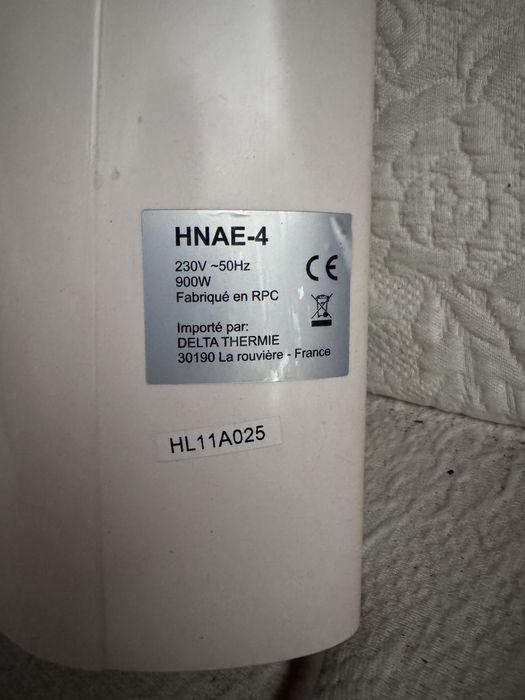 HNAE-4
230V ~50Hz
900W
Fabriqué en RPC
CE
Importé par:
DELTA THERMIE
30190 La rouvière - France
HL11A025